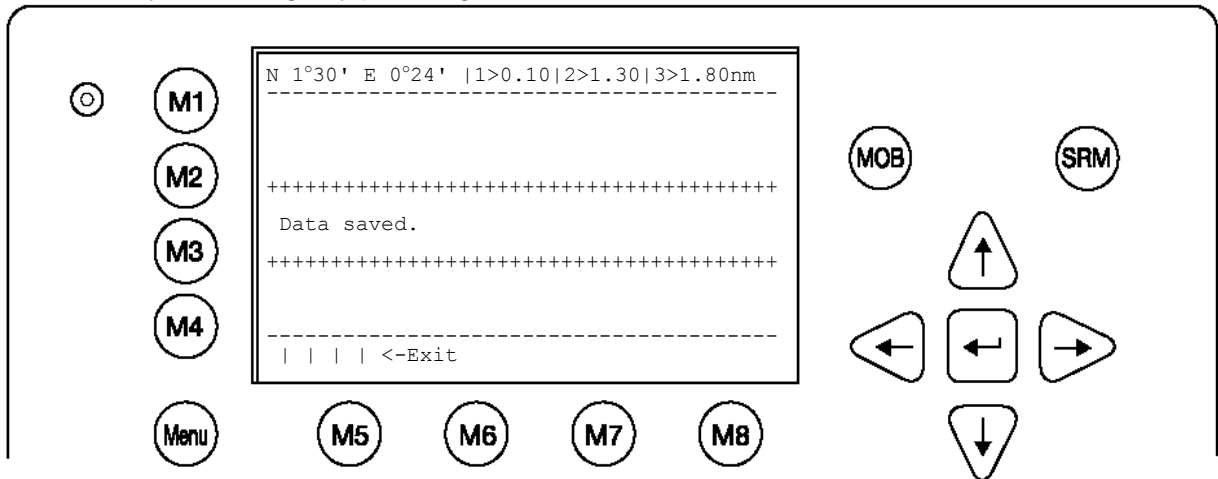 N 1°30' E 0°24' |1>0.10|2>1.30|3>1.80nm
----------------------------------------
M1
M2
MOB
SRM
++++++++++++++++++++++++++++++++++++++++
Data saved.
M3
++++++++++++++++++++++++++++++++++++++++
M4
----------------------------------------
| | | | <-Exit
Menu
M5
M6
M7
M8